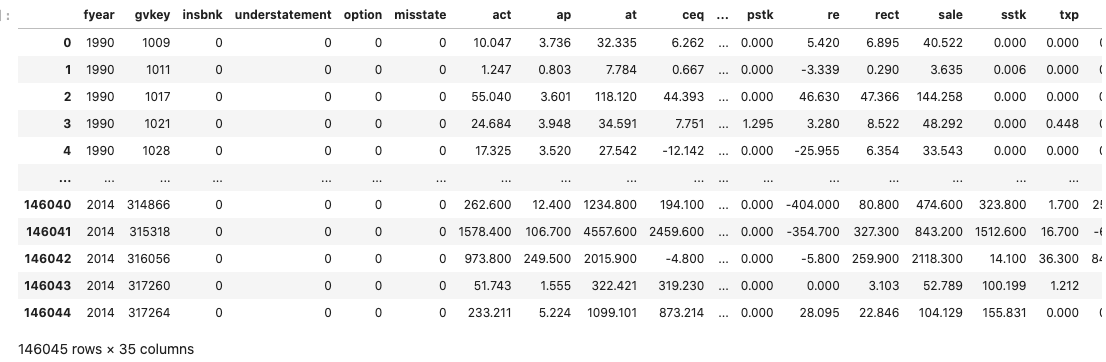 ]:
fyear gvkey insbnk understatement option misstate act ap at ceq ... pstk re rect sale sstk txp
0 1990 1009 0 0 0 0 10.047 3.736 32.335 6.262 ... 0.000 5.420 6.895 40.522 0.000 0.000
1 1990 1011 0 0 0 0 1.247 0.803 7.784 0.667 ... 0.000 -3.339 0.290 3.635 0.006 0.000
2 1990 1017 0 0 0 0 55.040 3.601 118.120 44.393 ... 0.000 46.630 47.366 144.258 0.000 0.000
3 1990 1021 0 0 0 0 24.684 3.948 34.591 7.751 ... 1.295 3.280 8.522 48.292 0.000 0.448
4 1990 1028 0 0 0 0 17.325 3.520 27.542 -12.142 ... 0.000 -25.955 6.354 33.543 0.000 0.000
... ... ... ... ... ... ... ... ... ... ... ... ... ... ... ... ... ...
146040 2014 314866 0 0 0 0 262.600 12.400 1234.800 194.100 ... 0.000 -404.000 80.800 474.600 323.800 1.700
146041 2014 315318 0 0 0 0 1578.400 106.700 4557.600 2459.600 ... 0.000 -354.700 327.300 843.200 1512.600 16.700
146042 2014 316056 0 0 0 0 973.800 249.500 2015.900 -4.800 ... 0.000 -5.800 259.900 2118.300 14.100 36.300
146043 2014 317260 0 0 0 0 51.743 1.555 322.421 319.230 ... 0.000 0.000 3.103 52.789 100.199 1.212
146044 2014 317264 0 0 0 0 233.211 5.224 1099.101 873.214 ... 0.000 28.095 22.846 104.129 155.831 0.000
146045 rows × 35 columns